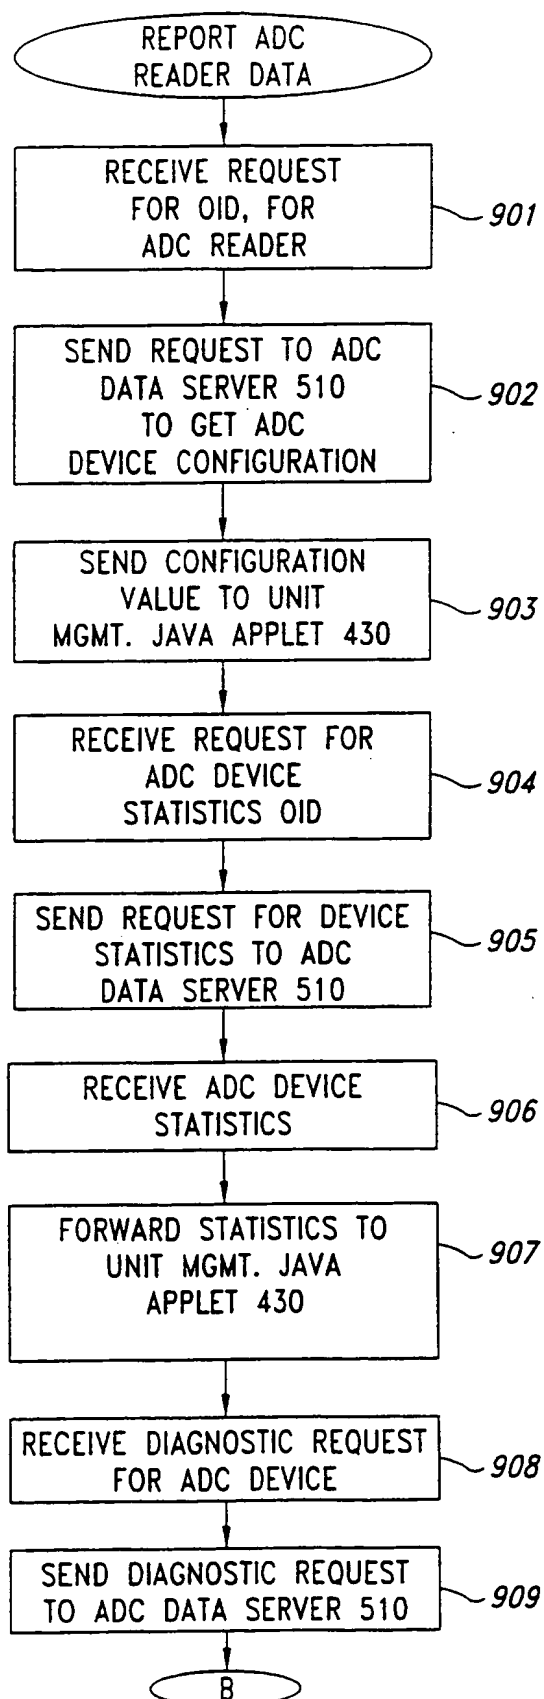 REPORT ADC
READER DATA
RECEIVE REQUEST
FOR OID, FOR
ADC READER
901
SEND REQUEST TO ADC
DATA SERVER 510
TO GET ADC
DEVICE CONFIGURATION
902
SEND CONFIGURATION
VALUE TO UNIT
MGMT. JAVA APPLET 430
903
RECEIVE REQUEST FOR
ADC DEVICE
STATISTICS OID
904
SEND REQUEST FOR DEVICE
STATISTICS TO ADC
DATA SERVER 510
905
RECEIVE ADC DEVICE
STATISTICS
906
FORWARD STATISTICS TO
UNIT MGMT. JAVA
APPLET 430
907
RECEIVE DIAGNOSTIC REQUEST
FOR ADC DEVICE
908
SEND DIAGNOSTIC REQUEST
TO ADC DATA SERVER 510
909
B